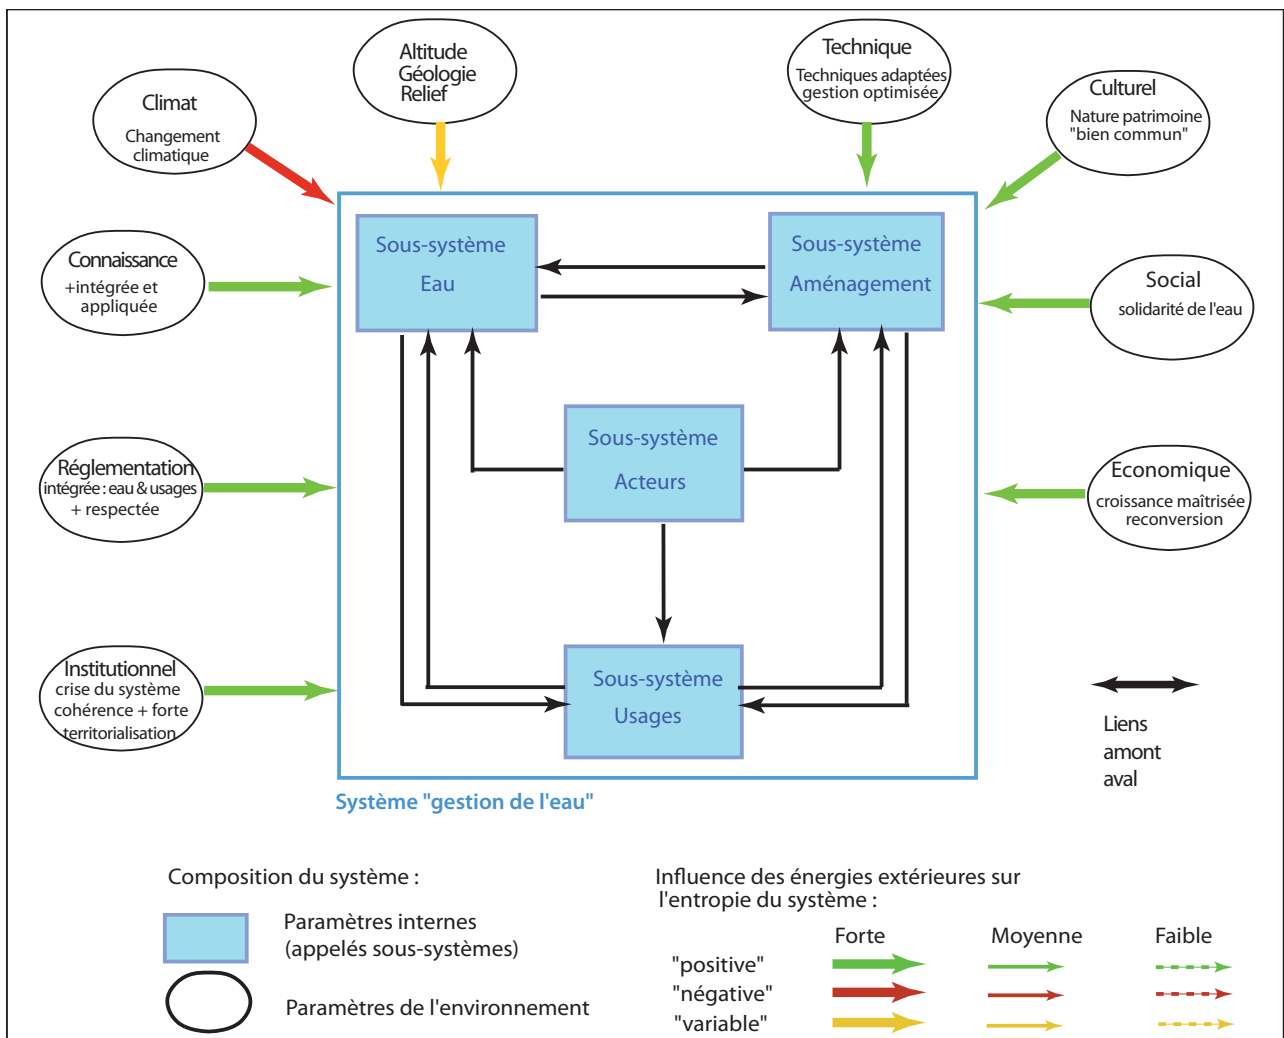 Altitude
Géologie
Relief
Technique
Techniques adaptées
gestion optimisée
Climat
Changement
climatique
Culturel
Nature patrimoine
"bien commun"
Sous-système
Eau
Sous-système
Aménagement
Connaissance
+intégrée et
appliquée
Social
solidarité de l'eau
Sous-système
Acteurs
Réglementation
intégrée : eau & usages
+ respectée
Economique
croissance maîtrisée
reconversion
Institutionnel
crise du système
cohérence + forte
territorialisation
Sous-système
Usages
Liens
amont
aval
Système "gestion de l'eau"
Composition du système :
Paramètres internes
(appelés sous-systèmes)
Paramètres de l'environnement
Influence des énergies extérieures sur
l'entropie du système :
Forte Moyenne Faible
"positive"
"négative"
"variable"